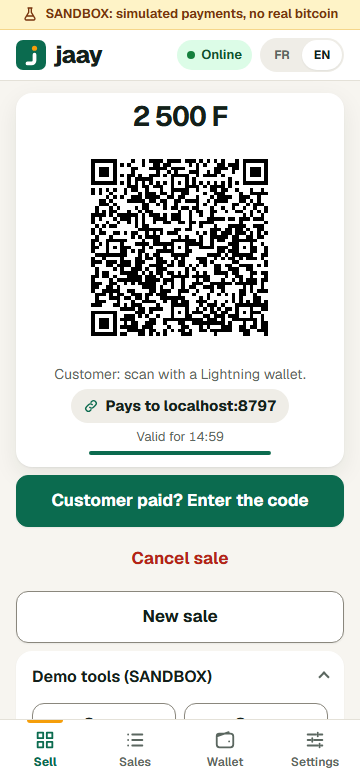 SANDBOX: simulated payments, no real bitcoin
jaay
Online
FR
EN
2 500 F
Customer: scan with a Lightning wallet.
Pays to localhost:8797
Valid for 14:59
Customer paid? Enter the code
Cancel sale
New sale
Demo tools (SANDBOX)
Sell
Sales
Wallet
Settings